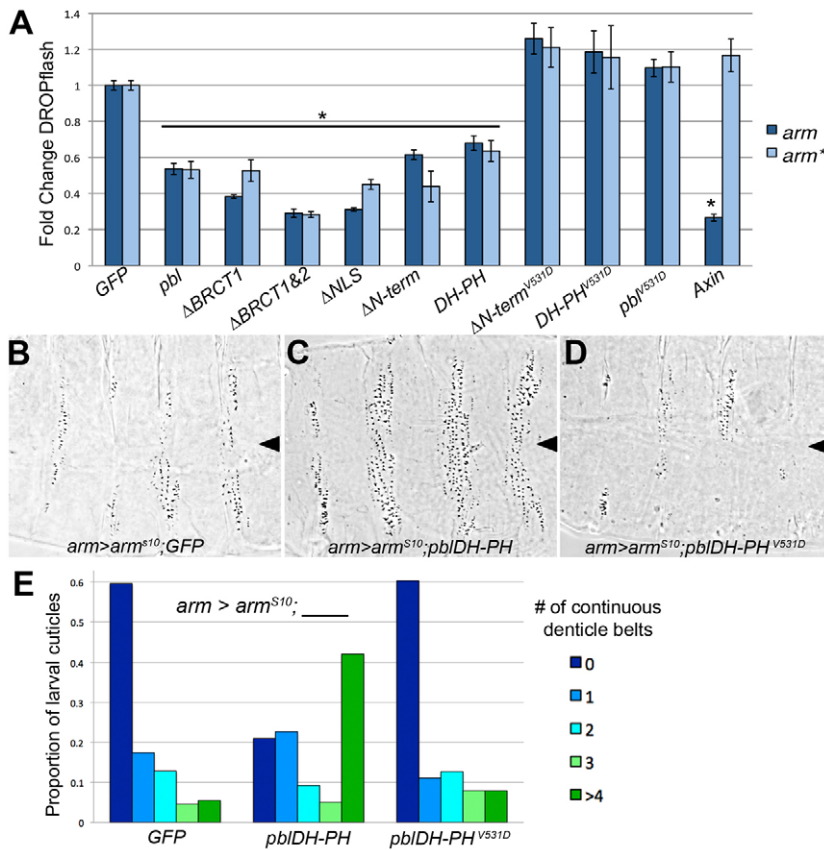 A
Fold Change DROPflash
1.4
1.2
1
0.8
0.6
0.4
0.2
0
*
*
arm
arm*
GFP
pbl
ΔBRCT1
ΔBRCT1&2
ΔNLS
ΔN-term
DH-PH
ΔN-term^V531D
DH-PH^V531D
pbl^V531D
Axin
B
C
D
arm>arm^s10;GFP
arm>arm^S10;pblDH-PH
arm>arm^S10;pblDH-PH^V531D
E
Proportion of larval cuticles
0.6
0.5
0.4
0.3
0.2
0.1
0
arm > arm^S10; ____
GFP
pblDH-PH
pblDH-PH^V531D
# of continuous
denticle belts
0
1
2
3
>4